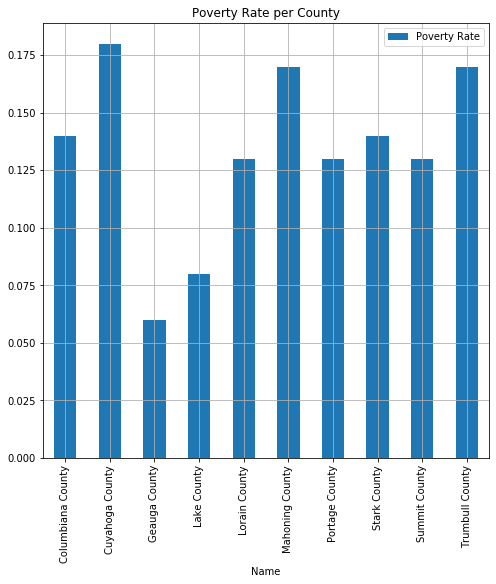 Poverty Rate per County
Poverty Rate
0.175
0.150
0.125
0.100
0.075
0.050
0.025
0.000
Columbiana County
Cuyahoga County
Geauga County
Lake County
Lorain County
Mahoning County
Portage County
Stark County
Summit County
Trumbull County
Name